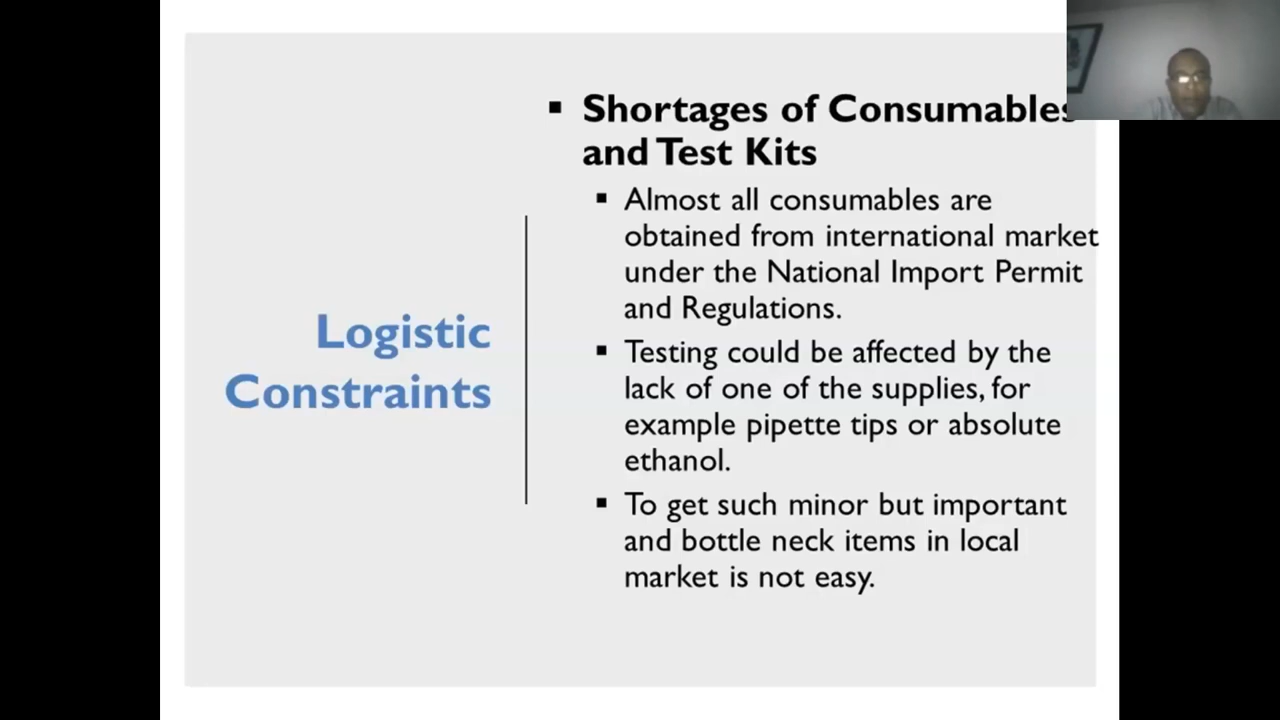 Logistic
Constraints
▪ Shortages of Consumables
and Test Kits
▪ Almost all consumables are
obtained from international market
under the National Import Permit
and Regulations.
▪ Testing could be affected by the
lack of one of the supplies, for
example pipette tips or absolute
ethanol.
▪ To get such minor but important
and bottle neck items in local
market is not easy.